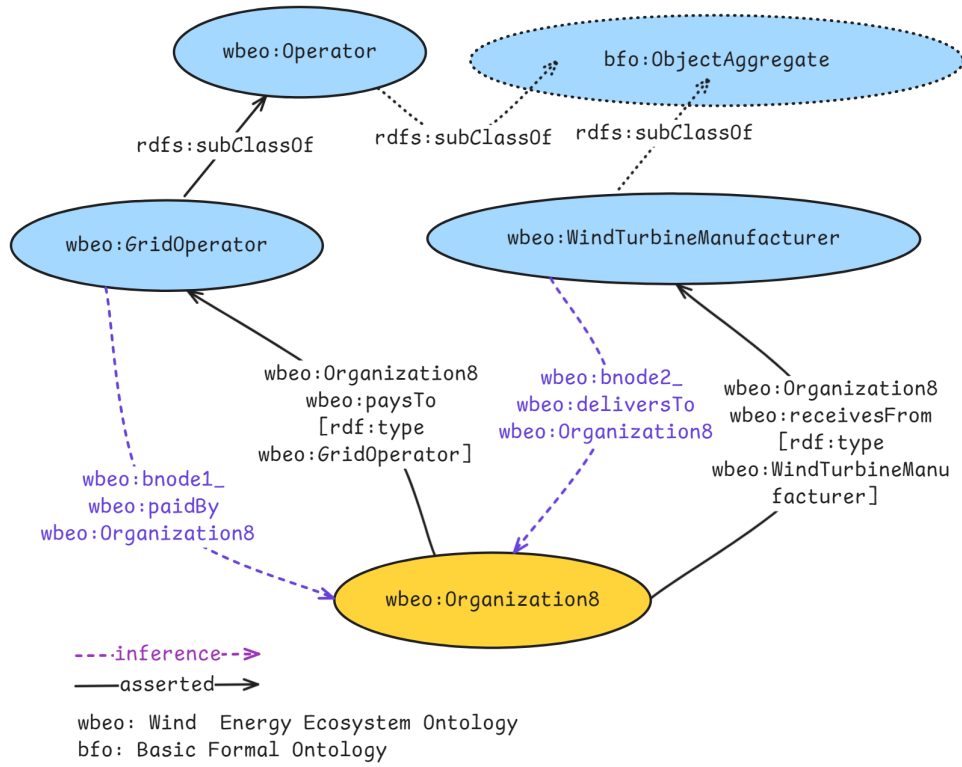 wbeo:Operator
bfo:ObjectAggregate
rdfs:subClassOf
rdfs:subClassOf
rdfs:subClassOf
wbeo:GridOperator
wbeo:WindTurbineManufacturer
wbeo:Organization8
wbeo:paysTo
[rdf:type
wbeo:GridOperator]
wbeo:bnode2_
wbeo:deliversTo
wbeo:Organization8
wbeo:Organization8
wbeo:receivesFrom
[rdf:type
wbeo:WindTurbineManu
facturer]
wbeo:bnode1_
wbeo:paidBy
wbeo:Organization8
wbeo:Organization8
inference
asserted
wbeo: Wind Energy Ecosystem Ontology
bfo: Basic Formal Ontology